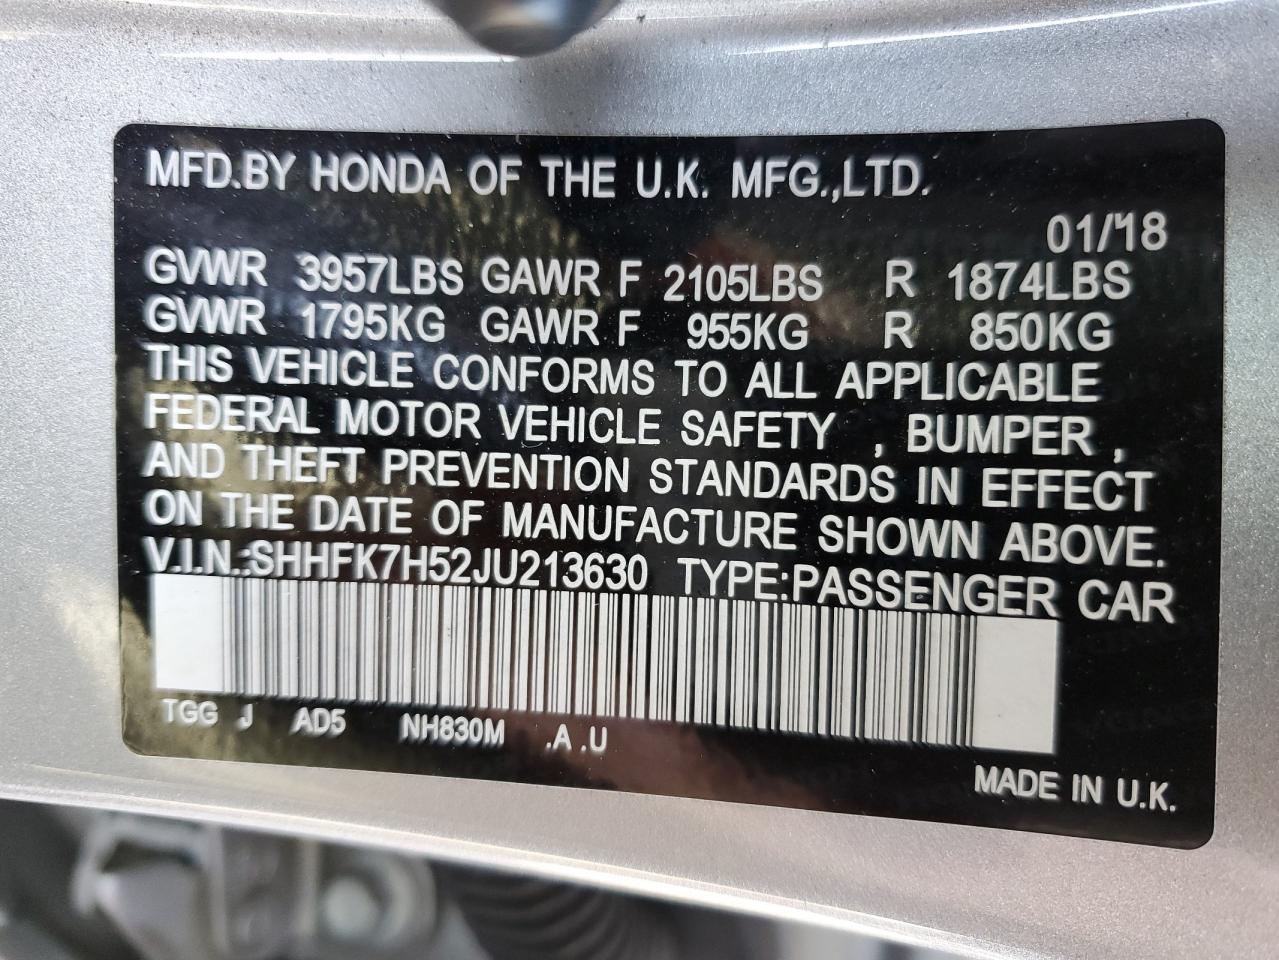 MFD.BY HONDA OF THE U.K. MFG.,LTD.
01/'18
GVWR 3957LBS GAWR F 2105LBS R 1874LBS
GVWR 1795KG GAWR F 955KG R 850KG
THIS VEHICLE CONFORMS TO ALL APPLICABLE
FEDERAL MOTOR VEHICLE SAFETY , BUMPER ,
AND THEFT PREVENTION STANDARDS IN EFFECT
ON THE DATE OF MANUFACTURE SHOWN ABOVE.
V.I.N.:SHHFK7H52JU213630 TYPE:PASSENGER CAR
TGG J AD5 NH830M .A .U
MADE IN U.K.